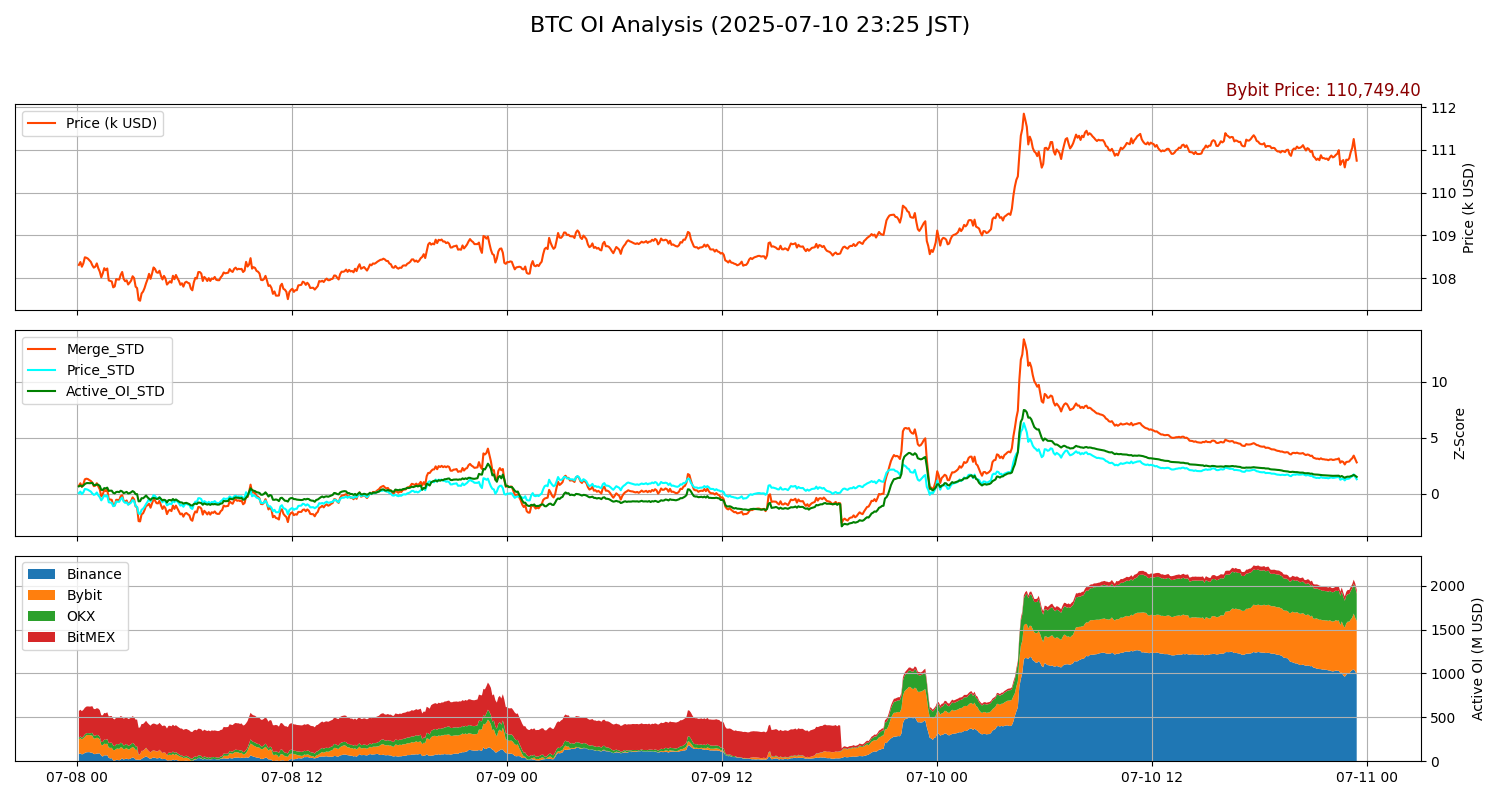 BTC OI Analysis (2025-07-10 23:25 JST)
Bybit Price: 110,749.40
Price (k USD)
112
111
110
109
108
Price (k USD)
Merge_STD
Price_STD
Active_OI_STD
10
5
0
Z-Score
Binance
Bybit
OKX
BitMEX
2000
1500
1000
500
0
Active OI (M USD)
07-08 00
07-08 12
07-09 00
07-09 12
07-10 00
07-10 12
07-11 00